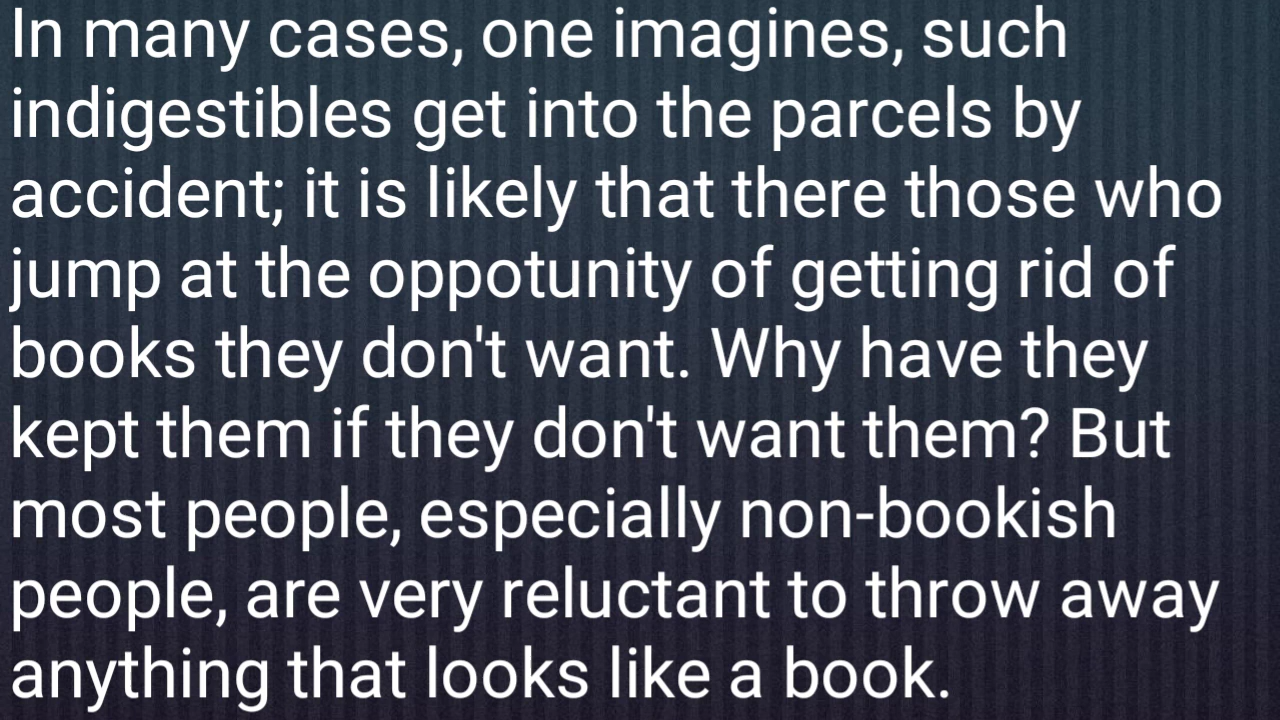 In many cases, one imagines, such
indigestibles get into the parcels by
accident; it is likely that there those who
jump at the oppotunity of getting rid of
books they don't want. Why have they
kept them if they don't want them? But
most people, especially non-bookish
people, are very reluctant to throw away
anything that looks like a book.